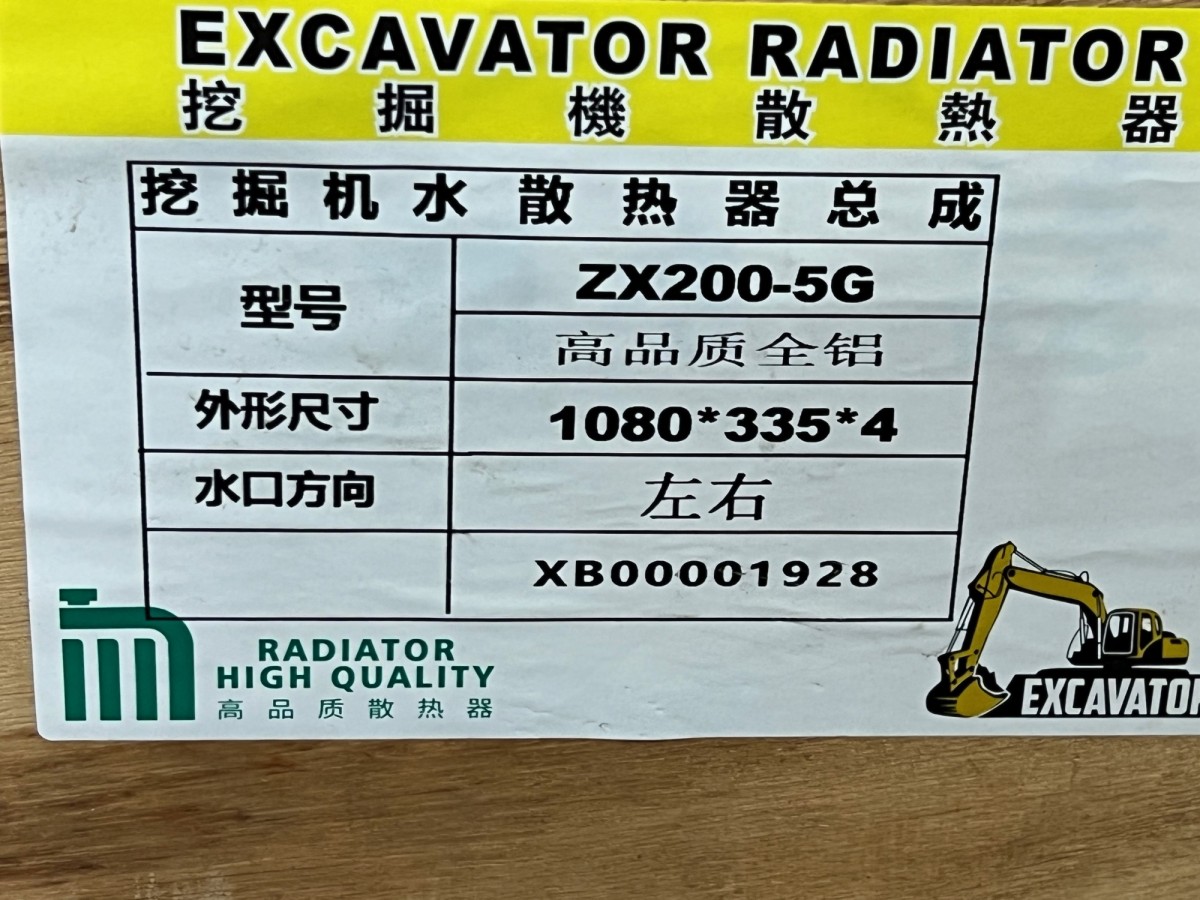 EXCAVATOR RADIATOR
挖掘機散熱器
挖掘机水散热器总成
型号
ZX200-5G
高品质全铝
外形尺寸
1080*335*4
水口方向
左右
XB00001928
RADIATOR
HIGH QUALITY
高品质散热器
EXCAVATOR